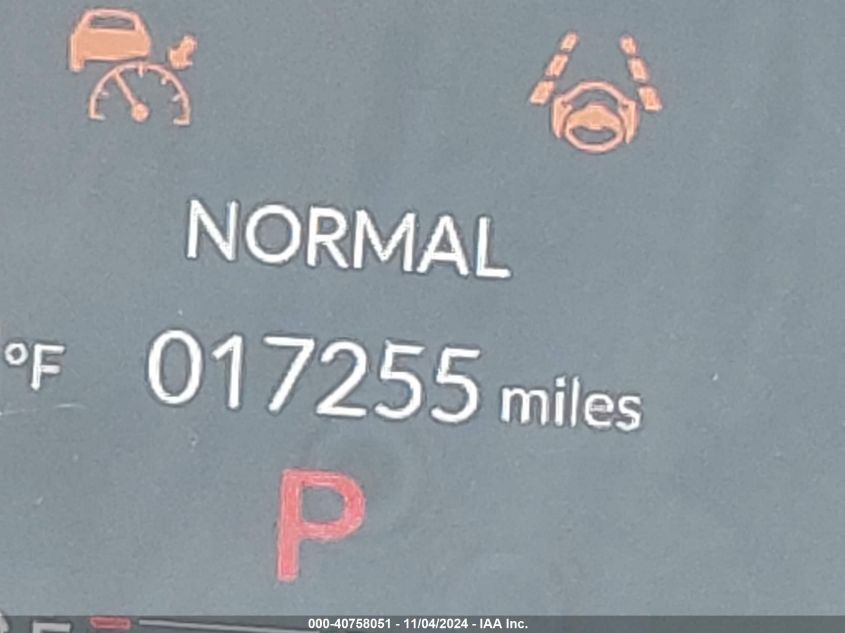 NORMAL
°F 017255 miles
P
000-40758051 - 11/04/2024 - IAA Inc.